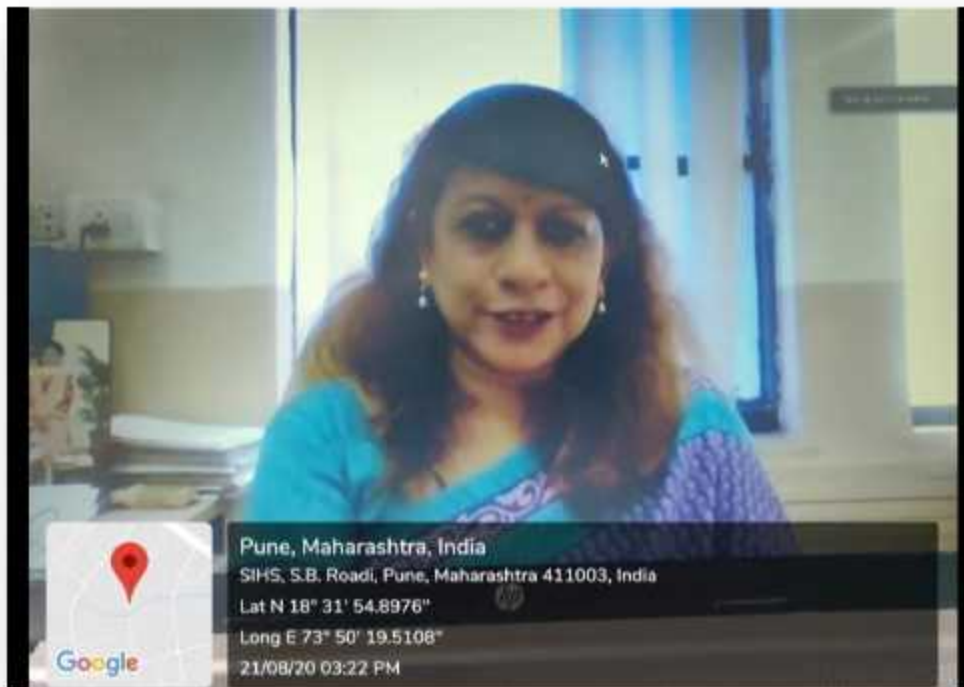 Pune, Maharashtra, India
SIHS, S.B. Roadi, Pune, Maharashtra 411003, India
Lat N 18° 31' 54.8976"
Long E 73° 50' 19.5108"
21/08/20 03:22 PM
Google
hp